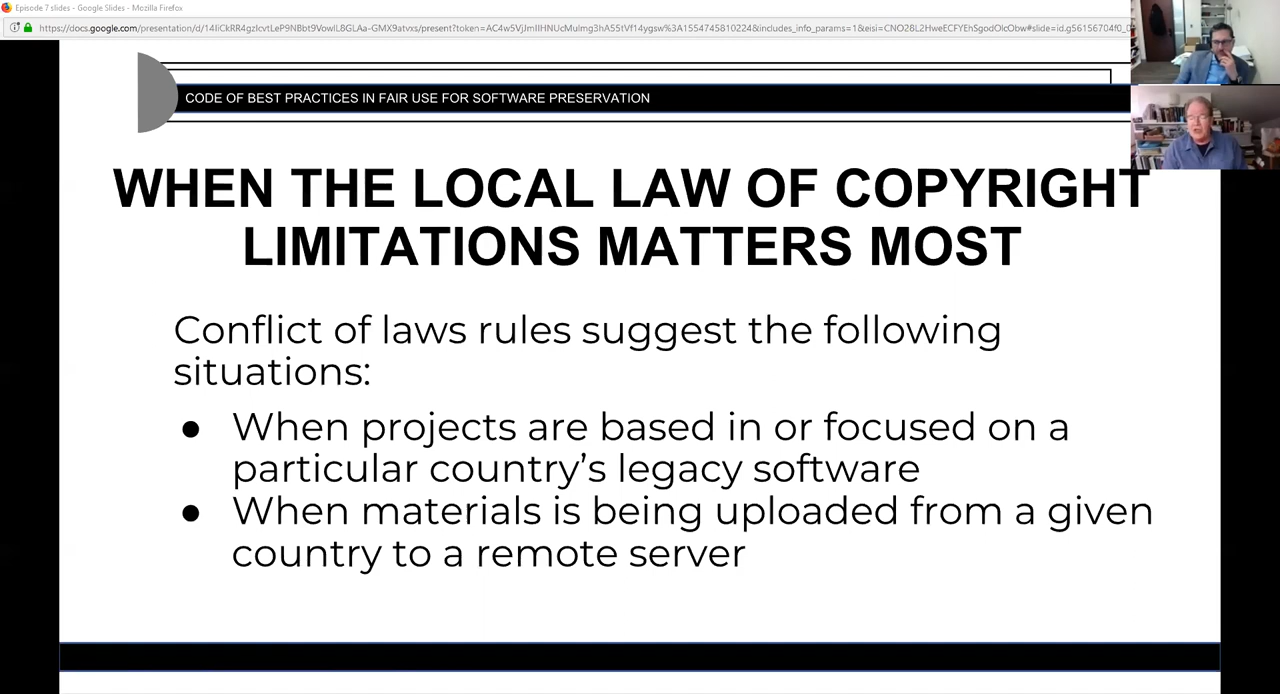 Episode 7 slides - Google Slides - Mozilla Firefox
CODE OF BEST PRACTICES IN FAIR USE FOR SOFTWARE PRESERVATION
WHEN THE LOCAL LAW OF COPYRIGHT
LIMITATIONS MATTERS MOST
Conflict of laws rules suggest the following
situations:
● When projects are based in or focused on a
particular country’s legacy software
● When materials is being uploaded from a given
country to a remote server